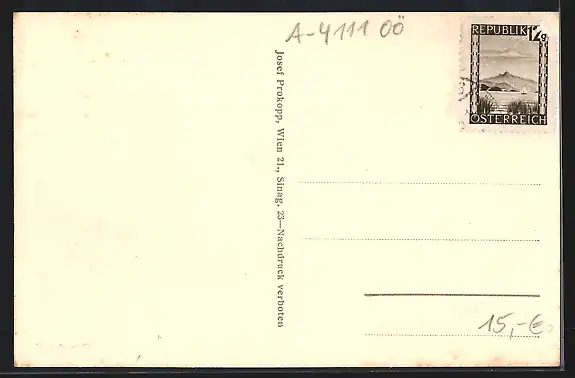 A-4111 OÖ
REPUBLIK 12g
ÖSTERREICH
Josef Prokopp, Wien 21., Sinag. 23—Nachdruck verboten
15,-€